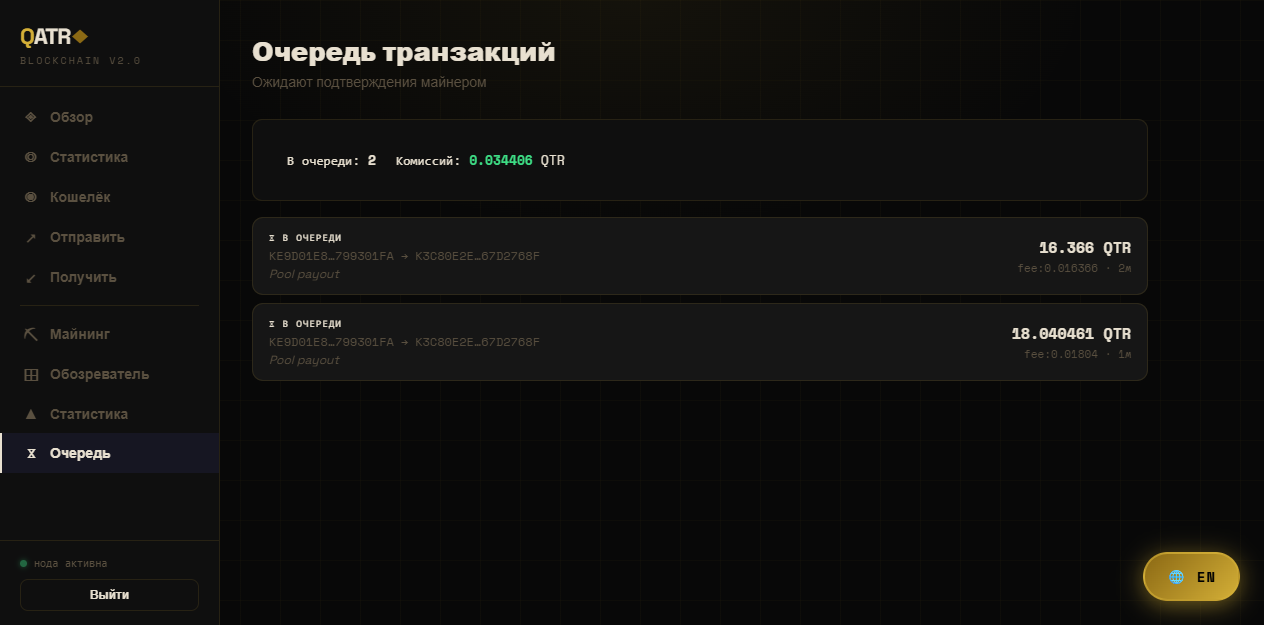 QATR◆
BLOCKCHAIN V2.0
Обзор
Статистика
Кошелёк
Отправить
Получить
Майнинг
Обозреватель
Статистика
Очередь
нода активна
Выйти
Очередь транзакций
Ожидают подтверждения майнером
В очереди: 2 Комиссий: 0.034406 QTR
⧗ В ОЧЕРЕДИ
KE9D01E8…799301FA → K3C80E2E…67D2768F
Pool payout
16.366 QTR
fee:0.016366 · 2м
⧗ В ОЧЕРЕДИ
KE9D01E8…799301FA → K3C80E2E…67D2768F
Pool payout
18.040461 QTR
fee:0.01804 · 1м
🌐 EN